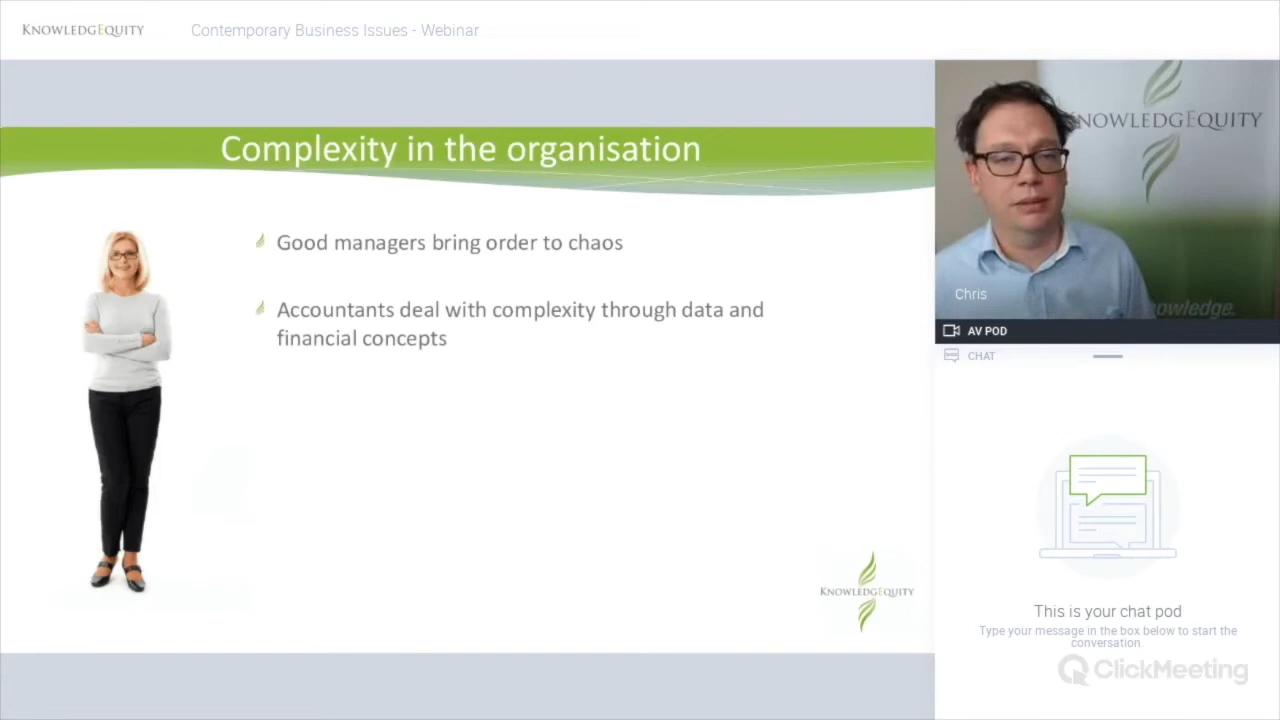 KNOWLEDGEQUITY
Contemporary Business Issues - Webinar
Complexity in the organisation
Good managers bring order to chaos
Accountants deal with complexity through data and
financial concepts
KNOWLEDGEQUITY
KNOWLEDGEQUITY
owledge.
Chris
AV POD
CHAT
This is your chat pod
Type your message in the box below to start the
conversation.
ClickMeeting